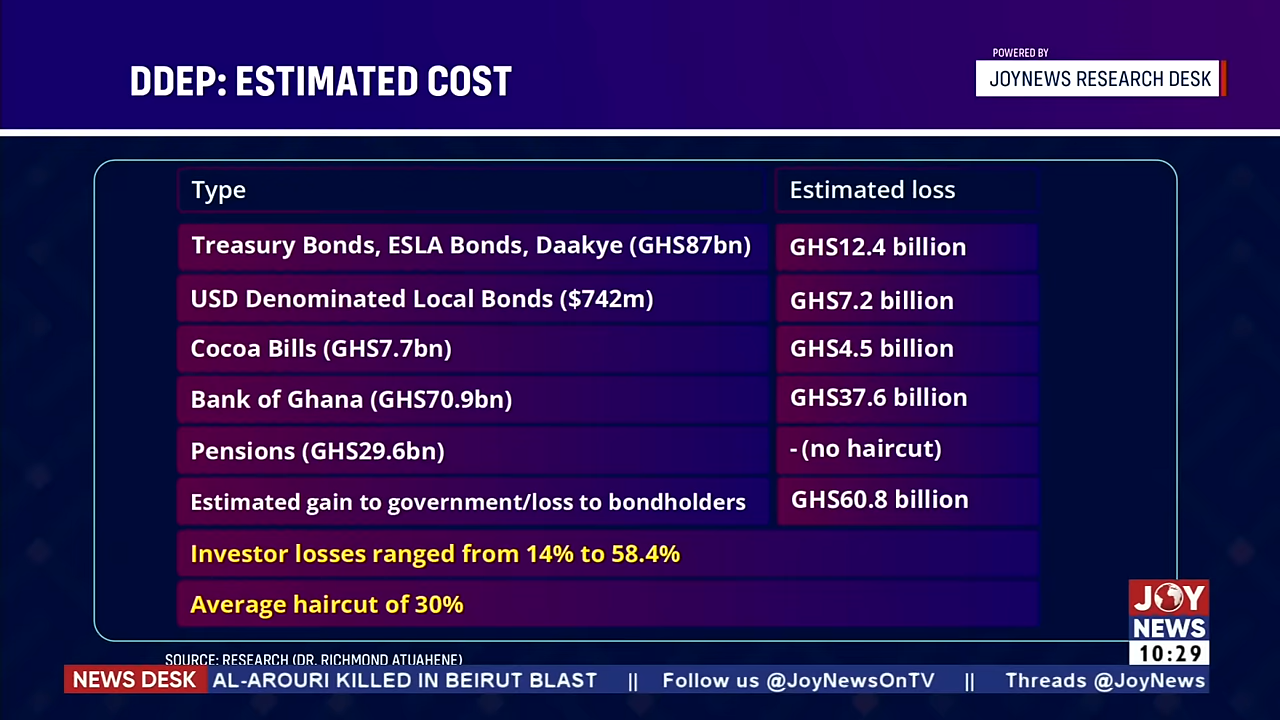 DDEP: ESTIMATED COST
POWERED BY
JOYNEWS RESEARCH DESK
Type Estimated loss
Treasury Bonds, ESLA Bonds, Daakye (GHS87bn) GHS12.4 billion
USD Denominated Local Bonds ($742m) GHS7.2 billion
Cocoa Bills (GHS7.7bn) GHS4.5 billion
Bank of Ghana (GHS70.9bn) GHS37.6 billion
Pensions (GHS29.6bn) - (no haircut)
Estimated gain to government/loss to bondholders GHS60.8 billion
Investor losses ranged from 14% to 58.4%
Average haircut of 30%
SOURCE: RESEARCH (DR. RICHMOND ATUAHENE)
JOY
NEWS
10:29
NEWS DESK AL-AROURI KILLED IN BEIRUT BLAST || Follow us @JoyNewsOnTV || Threads @JoyNews